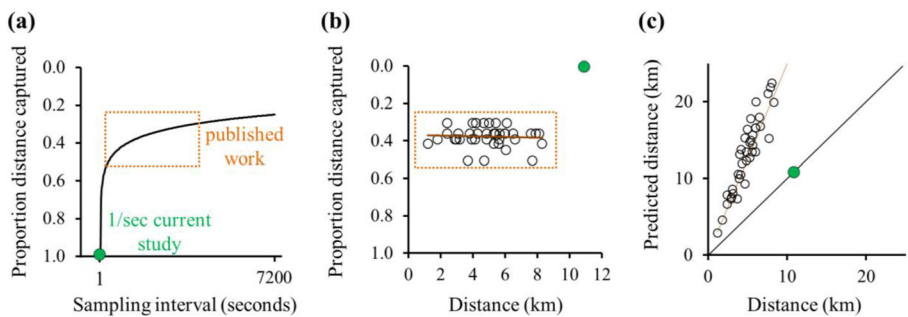 (a)
Proportion distance captured
0.0
0.2
0.4
0.6
0.8
1.0
published
work
1/sec current
study
1
7200
Sampling interval (seconds)
(b)
Proportion distance captured
0.0
0.2
0.4
0.6
0.8
1.0
0 2 4 6 8 10 12
Distance (km)
(c)
Predicted distance (km)
20
10
0
0 10 20
Distance (km)